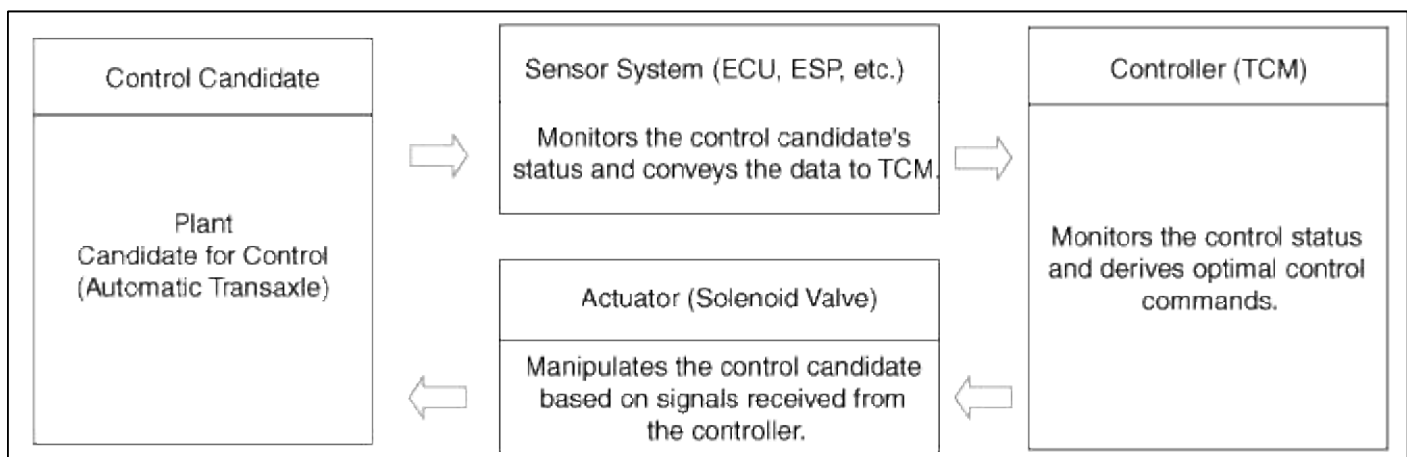 Control Candidate
Plant
Candidate for Control
(Automatic Transaxle)
Sensor System (ECU, ESP, etc.)
Monitors the control candidate's
status and conveys the data to TCM.
Controller (TCM)
Monitors the control status
and derives optimal control
commands.
Actuator (Solenoid Valve)
Manipulates the control candidate
based on signals received from
the controller.